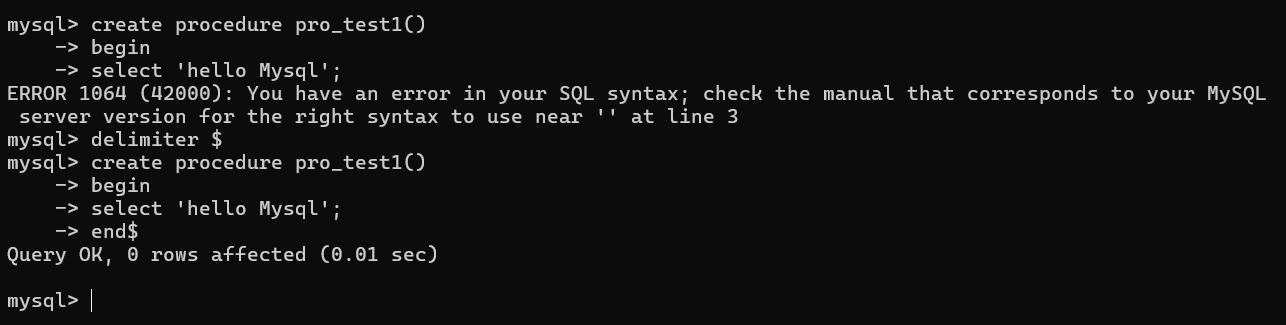 mysql> create procedure pro_test1()
    -> begin
    -> select 'hello Mysql';
ERROR 1064 (42000): You have an error in your SQL syntax; check the manual that corresponds to your MySQL
 server version for the right syntax to use near '' at line 3
mysql> delimiter $
mysql> create procedure pro_test1()
    -> begin
    -> select 'hello Mysql';
    -> end$
Query OK, 0 rows affected (0.01 sec)

mysql>